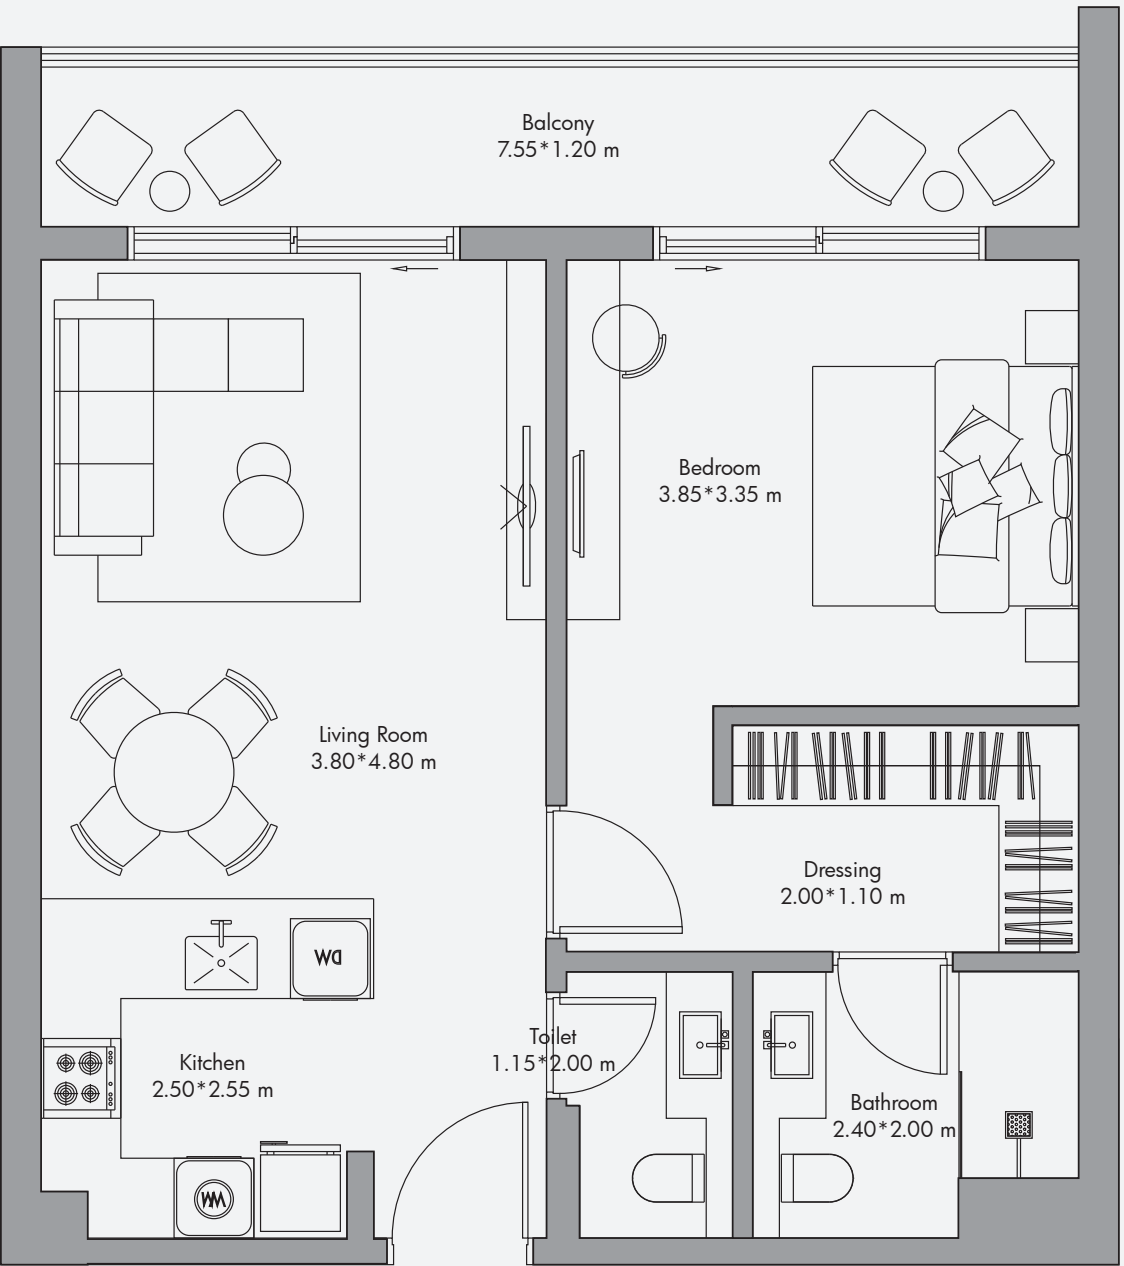 Balcony
7.55*1.20 m
Bedroom
3.85*3.35 m
Living Room
3.80*4.80 m
Dressing
2.00*1.10 m
DW
Toilet
1.15*2.00 m
Kitchen
2.50*2.55 m
Bathroom
2.40*2.00 m
WM